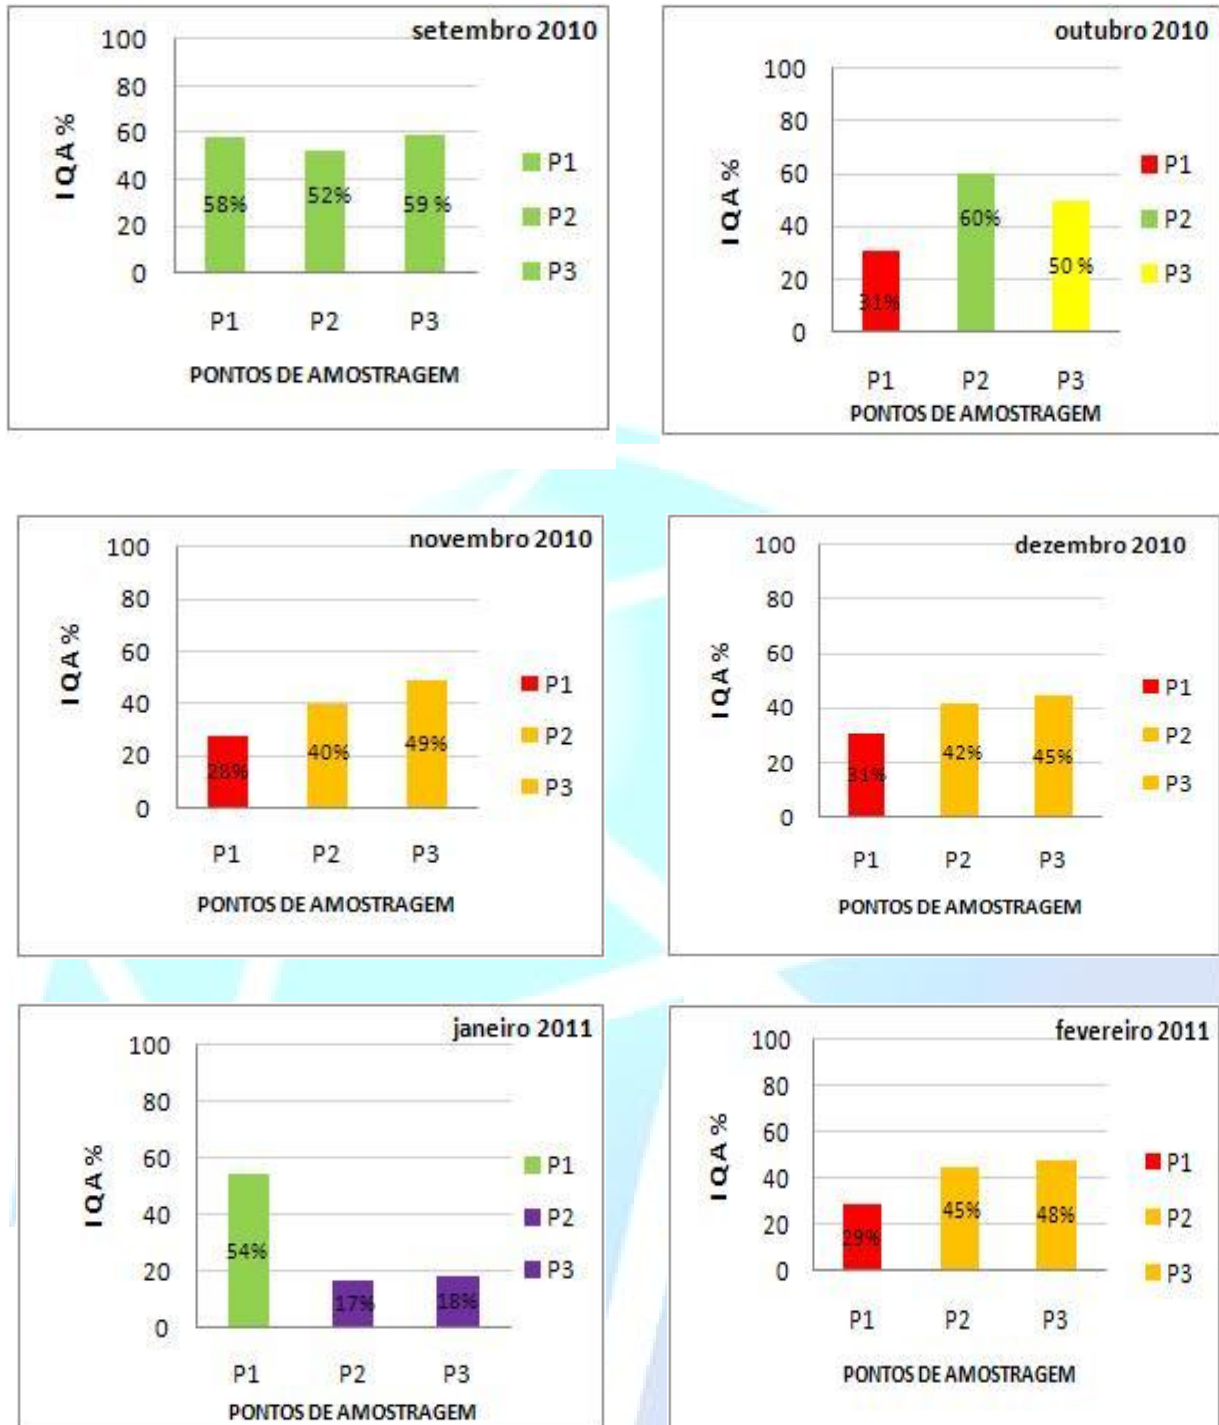 setembro 2010
100
80
60
40
20
0
IQA %
58%
52%
59 %
P1
P2
P3
P1
P2
P3
PONTOS DE AMOSTRAGEM
outubro 2010
100
80
60
40
20
0
IQA %
31%
60%
50 %
P1
P2
P3
P1
P2
P3
PONTOS DE AMOSTRAGEM
novembro 2010
100
80
60
40
20
0
IQA %
28%
40%
49%
P1
P2
P3
P1
P2
P3
PONTOS DE AMOSTRAGEM
dezembro 2010
100
80
60
40
20
0
IQA %
31%
42%
45%
P1
P2
P3
P1
P2
P3
PONTOS DE AMOSTRAGEM
janeiro 2011
100
80
60
40
20
0
IQA %
54%
17%
18%
P1
P2
P3
P1
P2
P3
PONTOS DE AMOSTRAGEM
fevereiro 2011
100
80
60
40
20
0
IQA %
29%
45%
48%
P1
P2
P3
P1
P2
P3
PONTOS DE AMOSTRAGEM